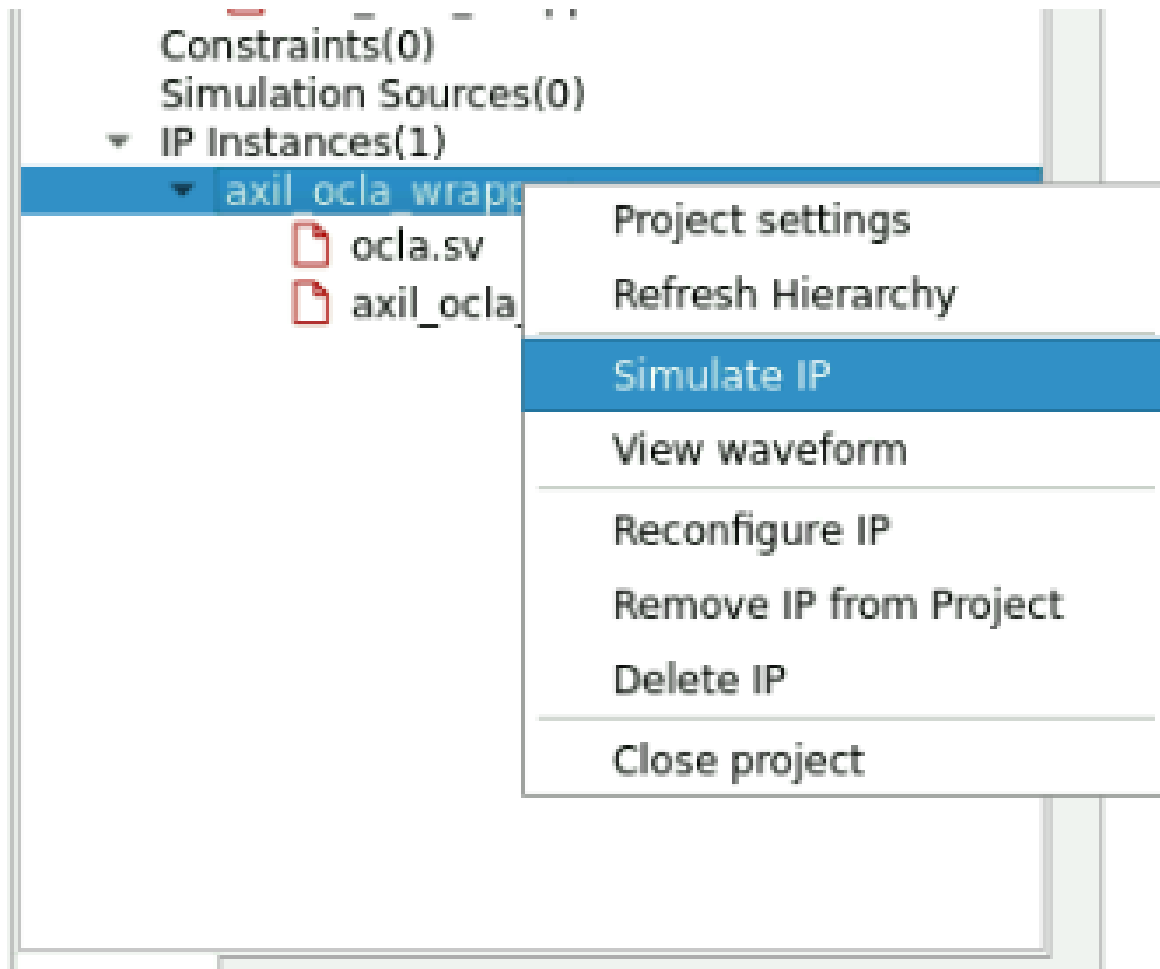 Constraints(0)
Simulation Sources(0)
IP Instances(1)
axil_ocla_wrapp
ocla.sv
axil_ocla_
Project settings
Refresh Hierarchy
Simulate IP
View waveform
Reconfigure IP
Remove IP from Project
Delete IP
Close project